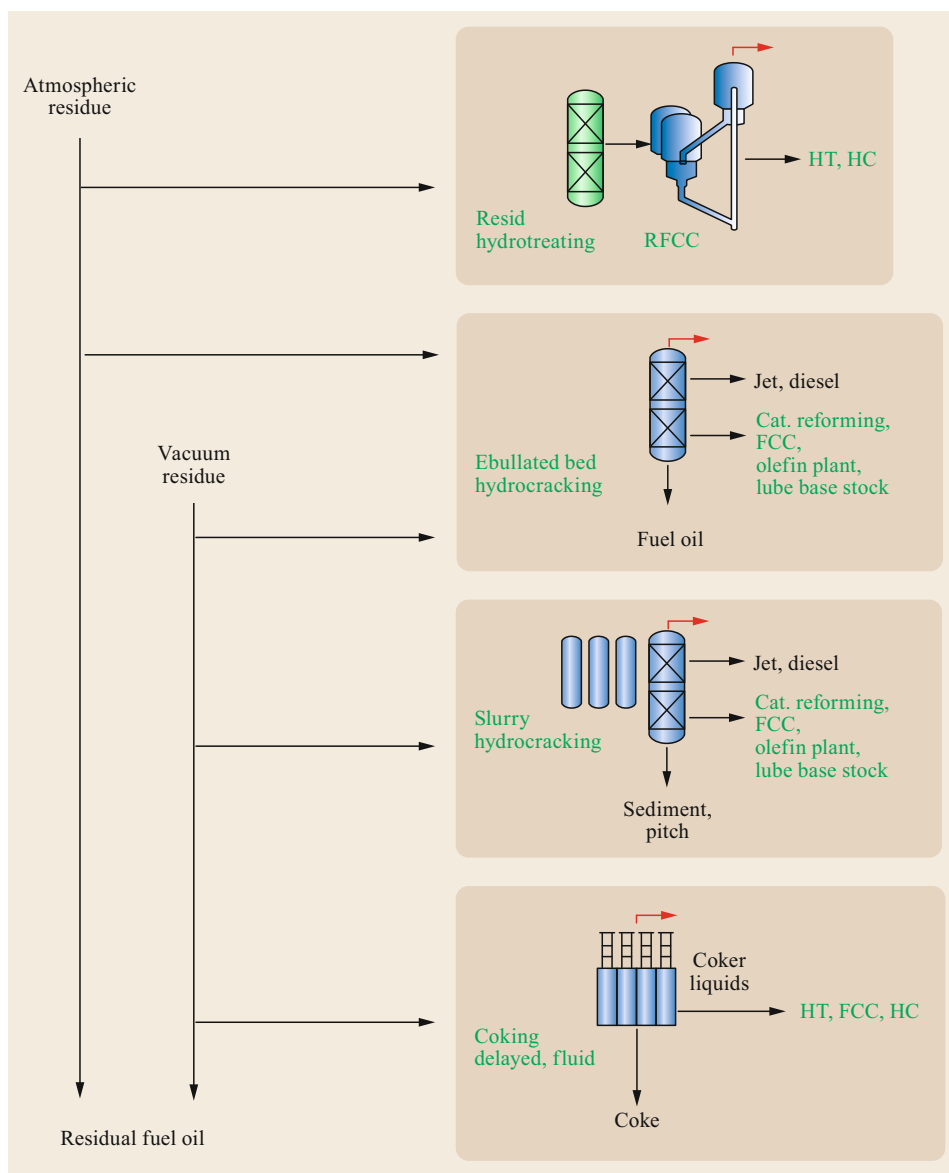 Atmospheric
residue
HT, HC
Resid
hydrotreating
RFCC
Jet, diesel
Cat. reforming,
FCC,
olefin plant,
lube base stock
Vacuum
residue
Ebullated bed
hydrocracking
Fuel oil
Jet, diesel
Cat. reforming,
FCC,
olefin plant,
lube base stock
Slurry
hydrocracking
Sediment,
pitch
Coker
liquids
HT, FCC, HC
Coking
delayed, fluid
Coke
Residual fuel oil